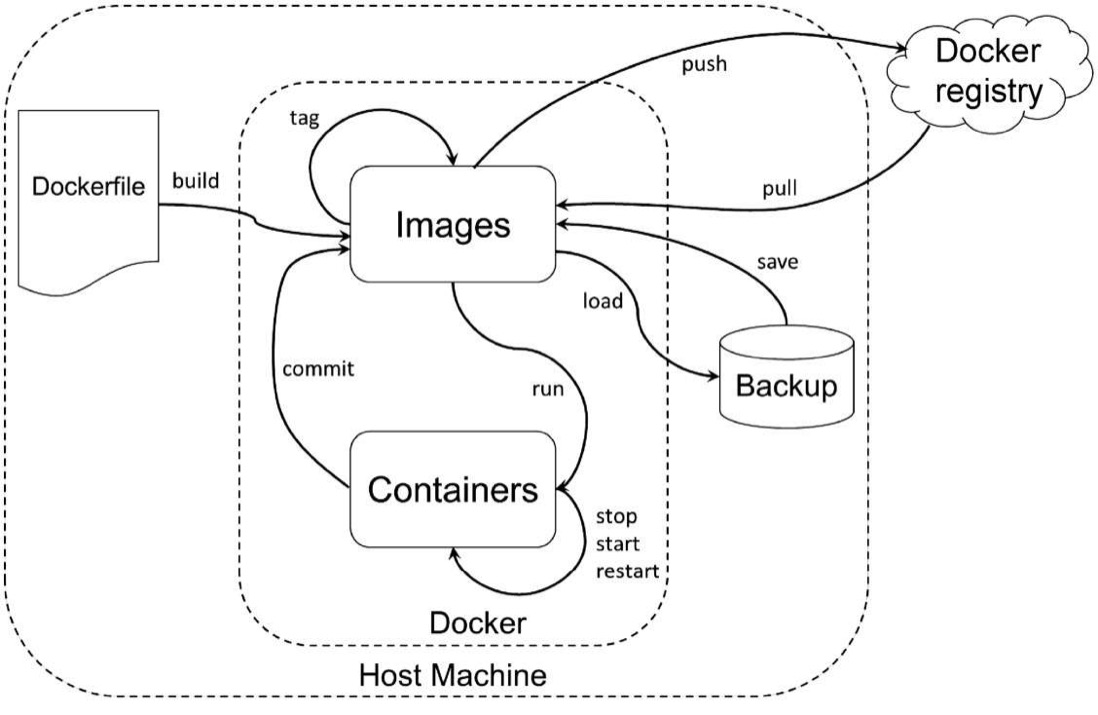 Docker
registry
push
tag
Dockerfile
build
pull
Images
save
load
commit
run
Backup
Containers
stop
start
restart
Docker
Host Machine